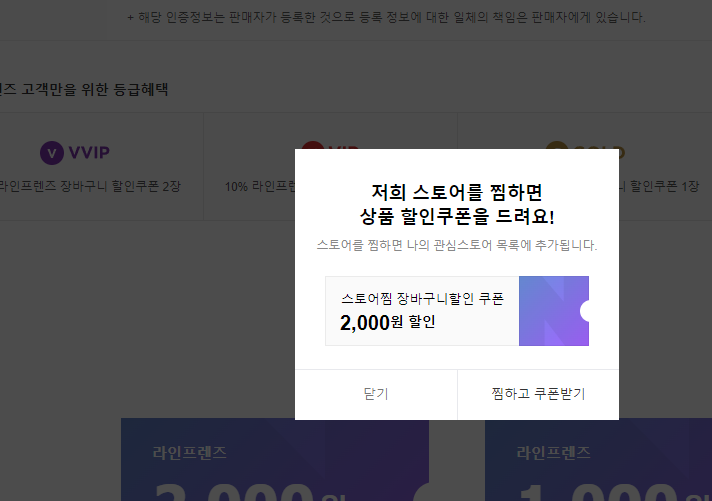 + 해당 인증정보는 판매자가 등록한 것으로 등록 정보에 대한 일체의 책임은 판매자에게 있습니다.
렌즈 고객만을 위한 등급혜택
V VVIP
VIP
GOLD
라인프렌즈 장바구니 할인쿠폰 2장
10% 라인프렌
니 할인쿠폰 1장
저희 스토어를 찜하면
상품 할인쿠폰을 드려요!
스토어를 찜하면 나의 관심스토어 목록에 추가됩니다.
스토어찜 장바구니할인 쿠폰
2,000원 할인
닫기
찜하고 쿠폰받기
라인프렌즈
라인프렌즈